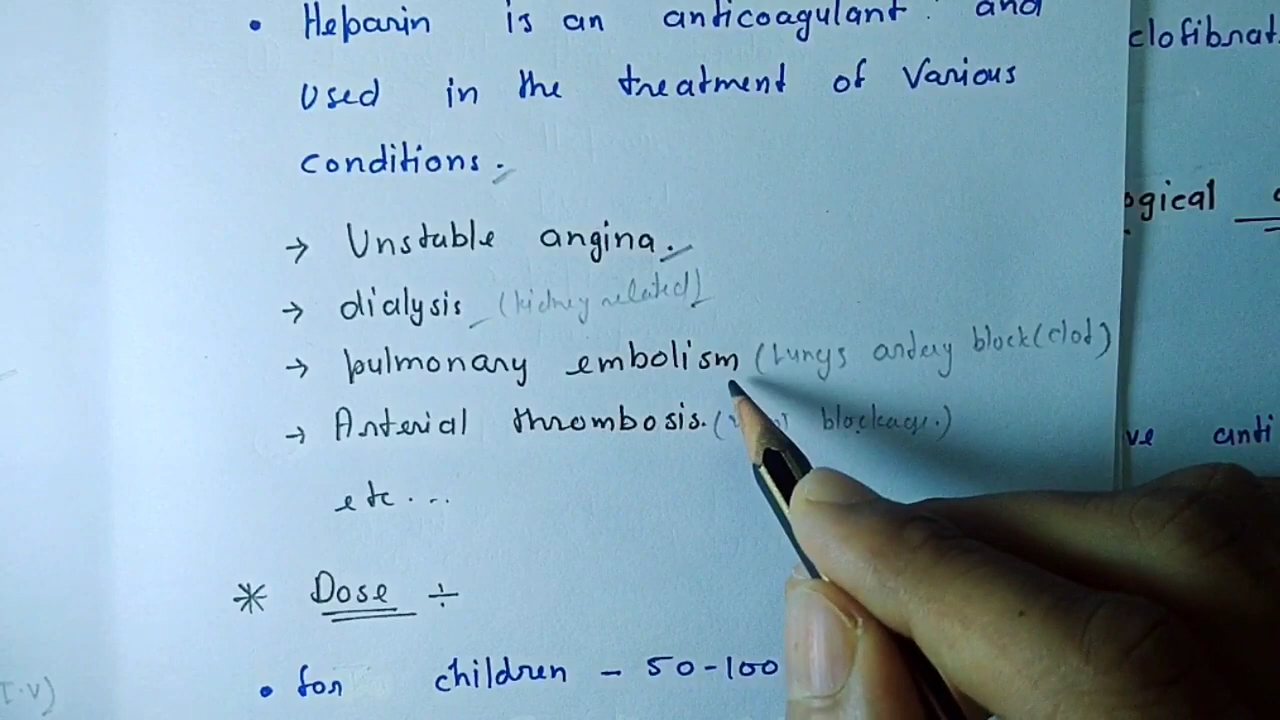 • Heparin is an anticoagulant. and
used in the treatment of various
conditions.
→ Unstable angina.
→ dialysis (kidney related)
→ pulmonary embolism (Lungs artery block (clot)
→ Arterial thrombosis. ( blockage.)
etc...
* Dose ÷
• for children - 50-100
clofibrat
ogical
ve anti
I.V)